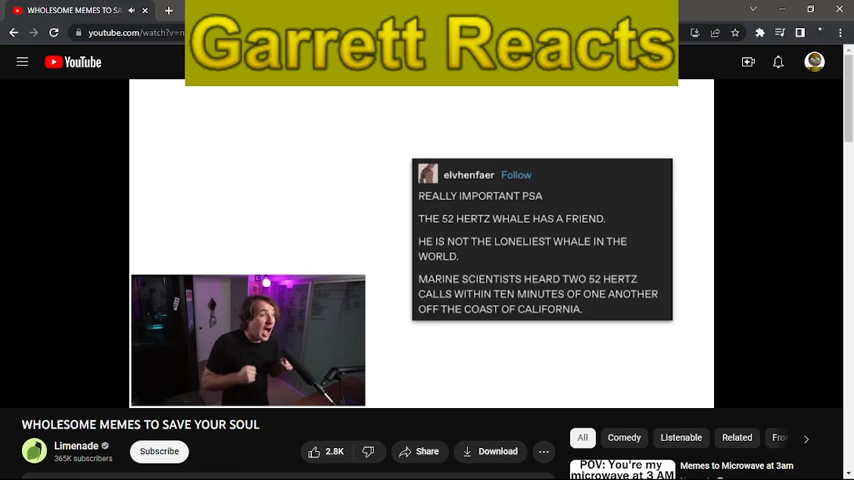 WHOLESOME MEMES TO SA
youtube.com/watch?v=n
Garrett Reacts
YouTube
elvhenfaer Follow
REALLY IMPORTANT PSA
THE 52 HERTZ WHALE HAS A FRIEND.
HE IS NOT THE LONELIEST WHALE IN THE
WORLD.
MARINE SCIENTISTS HEARD TWO 52 HERTZ
CALLS WITHIN TEN MINUTES OF ONE ANOTHER
OFF THE COAST OF CALIFORNIA.
WHOLESOME MEMES TO SAVE YOUR SOUL
Limenade
365K subscribers
Subscribe
2.8K
Share
Download
All Comedy Listenable Related Fro
POV: You're my
microwave at 3 AM
Memes to Microwave at 3am